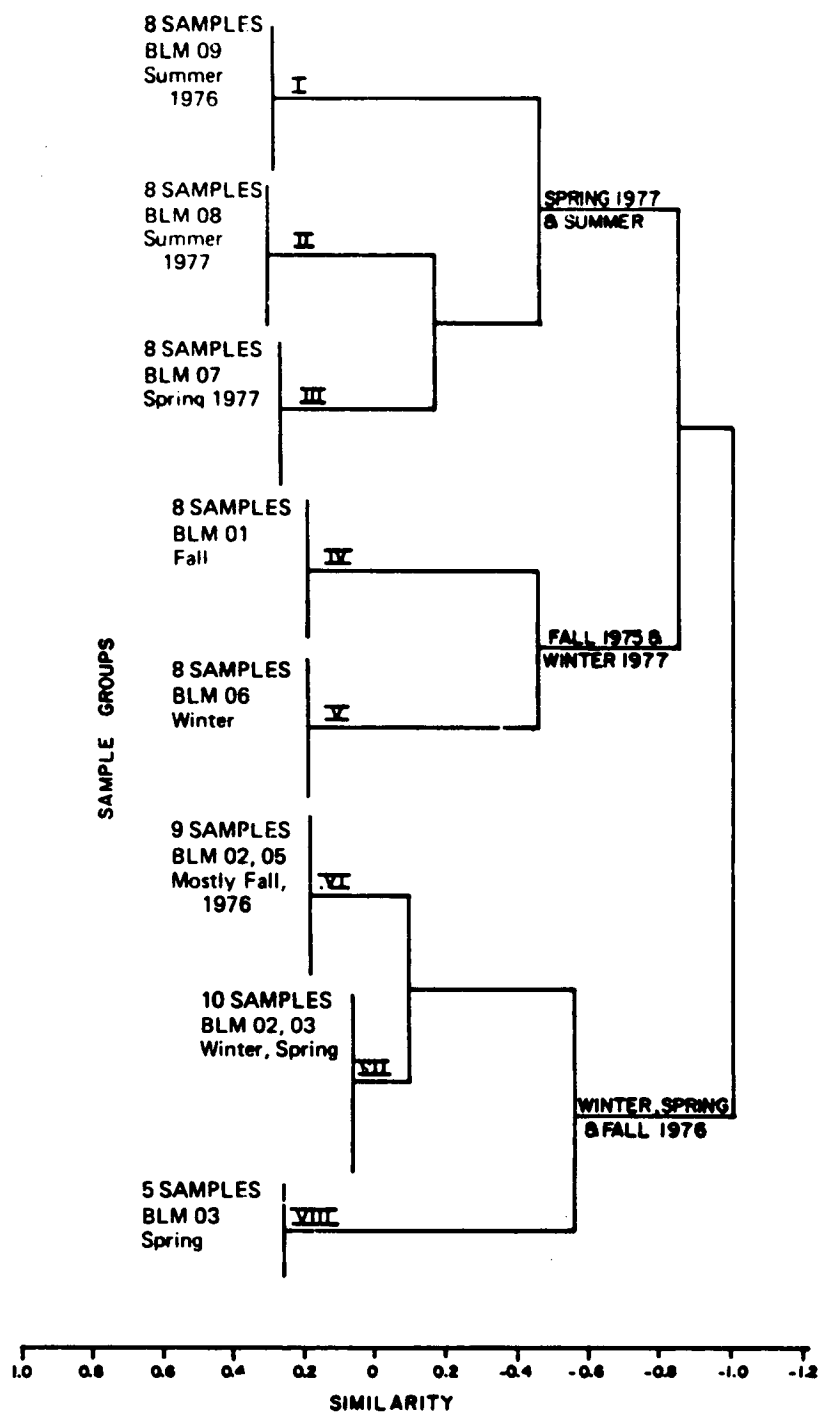 8 SAMPLES
BLM 09
Summer
1976
I
8 SAMPLES
BLM 08
Summer
1977
II
SPRING 1977
& SUMMER
8 SAMPLES
BLM 07
Spring 1977
III
8 SAMPLES
BLM 01
Fall
IV
FALL 1975 &
WINTER 1977
8 SAMPLES
BLM 06
Winter
V
SAMPLE GROUPS
9 SAMPLES
BLM 02, 05
Mostly Fall,
1976
VI
10 SAMPLES
BLM 02, 03
Winter, Spring
VII
WINTER, SPRING
& FALL 1976
5 SAMPLES
BLM 03
Spring
VIII
1.0 0.8 0.6 0.4 0.2 0 0.2 -0.4 -0.6 -0.8 -1.0 -1.2
SIMILARITY